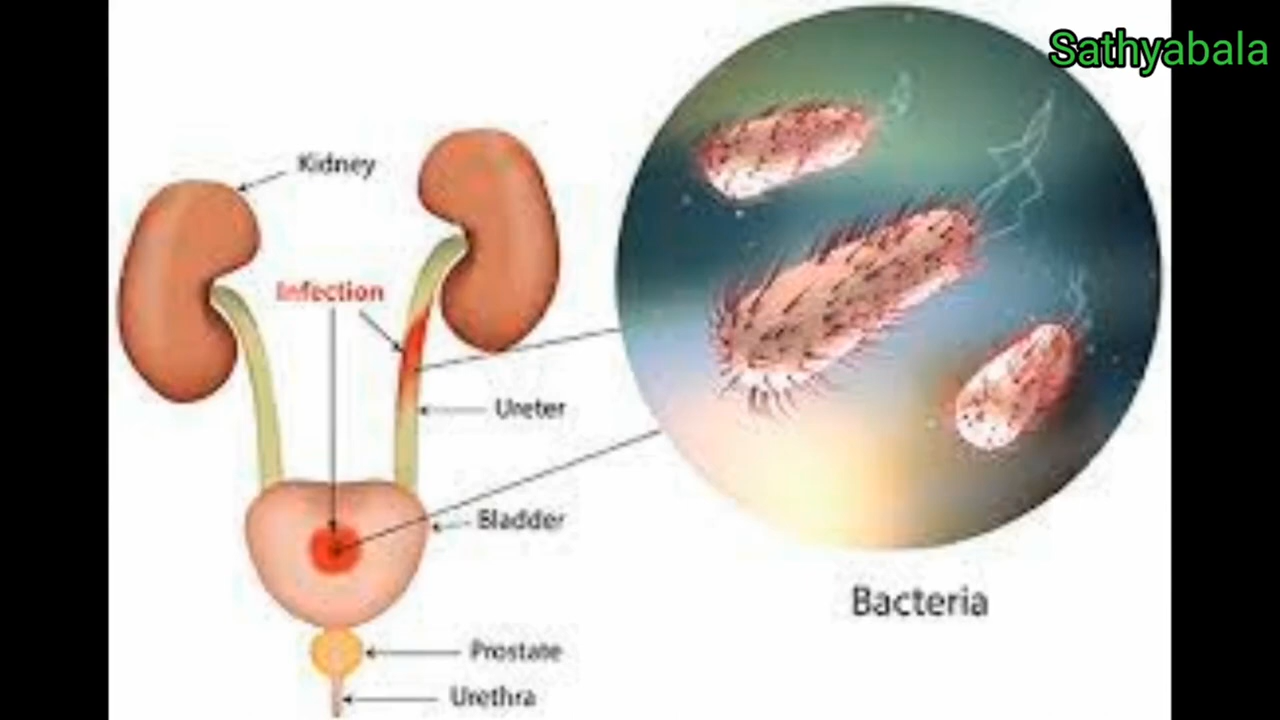 Sathyabala
Kidney
Infection
Ureter
Bladder
Bacteria
Prostate
Urethra